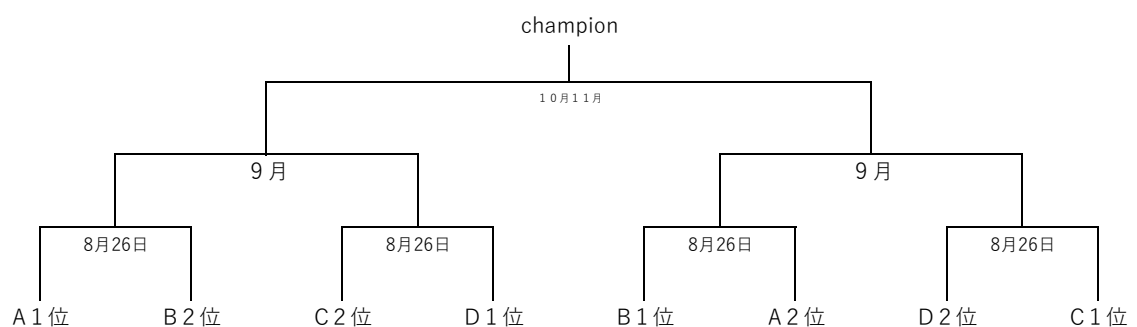 champion
１０月１１月
９月
９月
8月26日
8月26日
8月26日
8月26日
A１位
B２位
C２位
D１位
B１位
A２位
D２位
C１位